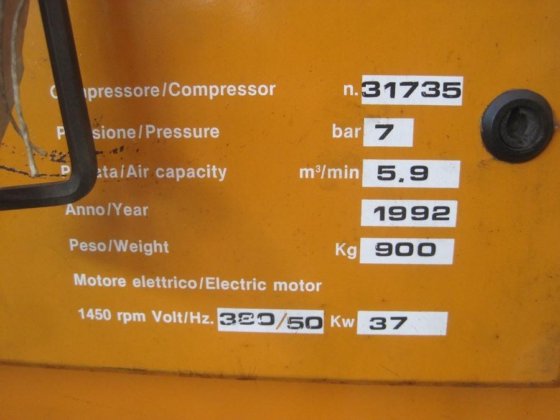 /Compressor n. 31735
/Pressure bar 7
/Air capacity m³/min 5.9
Anno/Year 1992
Peso/Weight Kg 900
Motore elettrico/Electric motor
1450 rpm Volt/Hz. 380/50 Kw 37